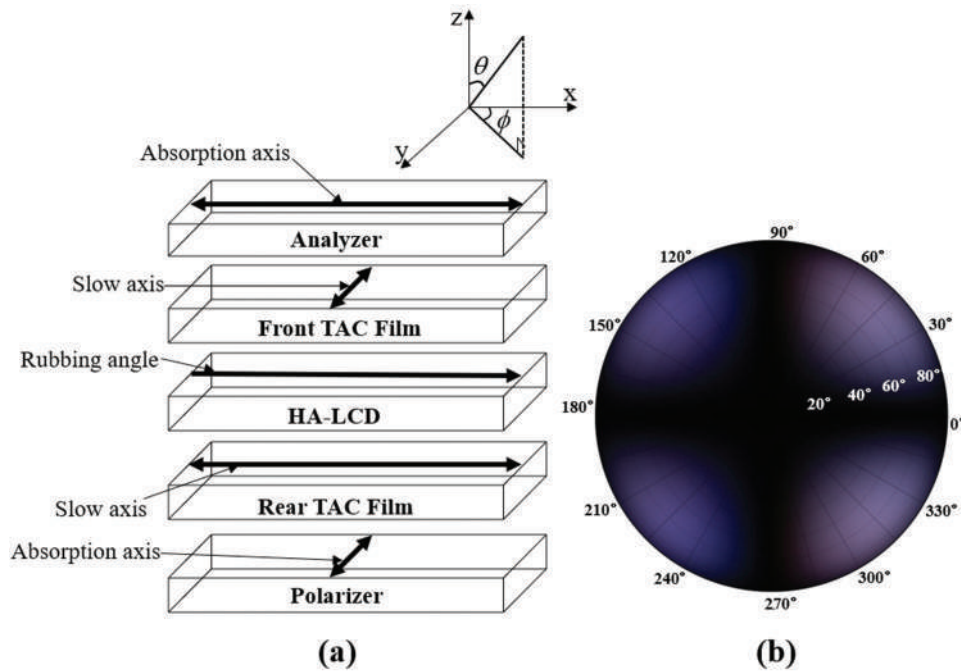 z
θ
x
ϕ
y
Absorption axis
Analyzer
Slow axis
Front TAC Film
Rubbing angle
HA-LCD
Slow axis
Rear TAC Film
Absorption axis
Polarizer
(a)
90°
120°
60°
150°
30°
20° 40° 60° 80°
180°
0°
210°
330°
240°
300°
270°
(b)